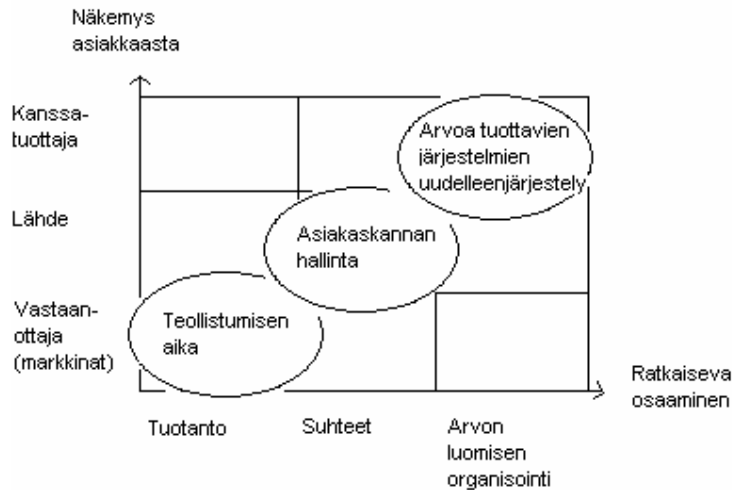 Näkemys
asiakkaasta
Kanssa-
tuottaja
Arvoa tuottavien
järjestelmien
uudelleenjärjestely
Lähde
Asiakaskannan
hallinta
Vastaan-
ottaja
(markkinat)
Teollistumisen
aika
Ratkaiseva
osaaminen
Tuotanto
Suhteet
Arvon
luomisen
organisointi